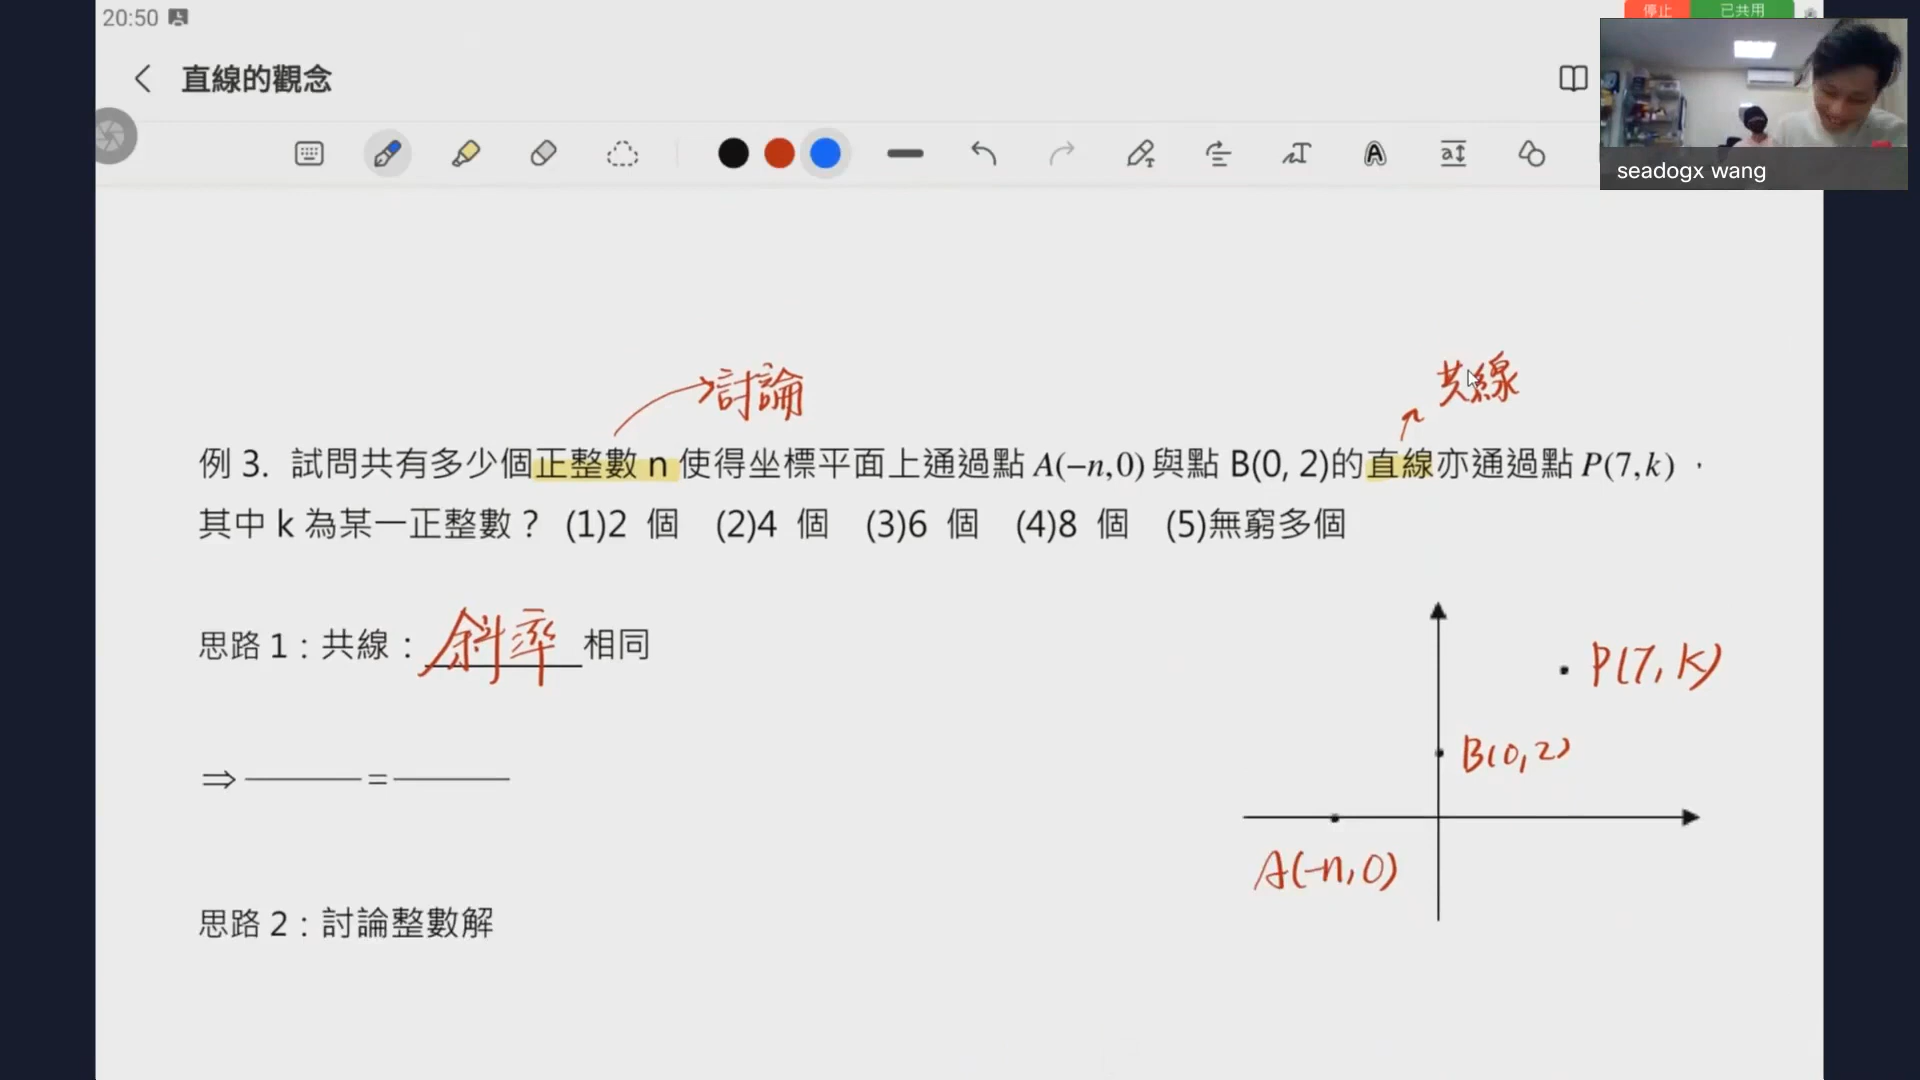 20:50
停止 已共用
直線的觀念
seadogx wang
討論
共線
例 3. 試問共有多少個正整數 n 使得坐標平面上通過點 A(−n,0) 與點 B(0, 2)的直線亦通過點 P(7,k) ，
其中 k 為某一正整數？ (1)2 個 (2)4 個 (3)6 個 (4)8 個 (5)無窮多個
思路 1：共線：斜率相同
P(7, k)
B(0, 2)
⇒ ——— = ———
A(-n, 0)
思路 2：討論整數解